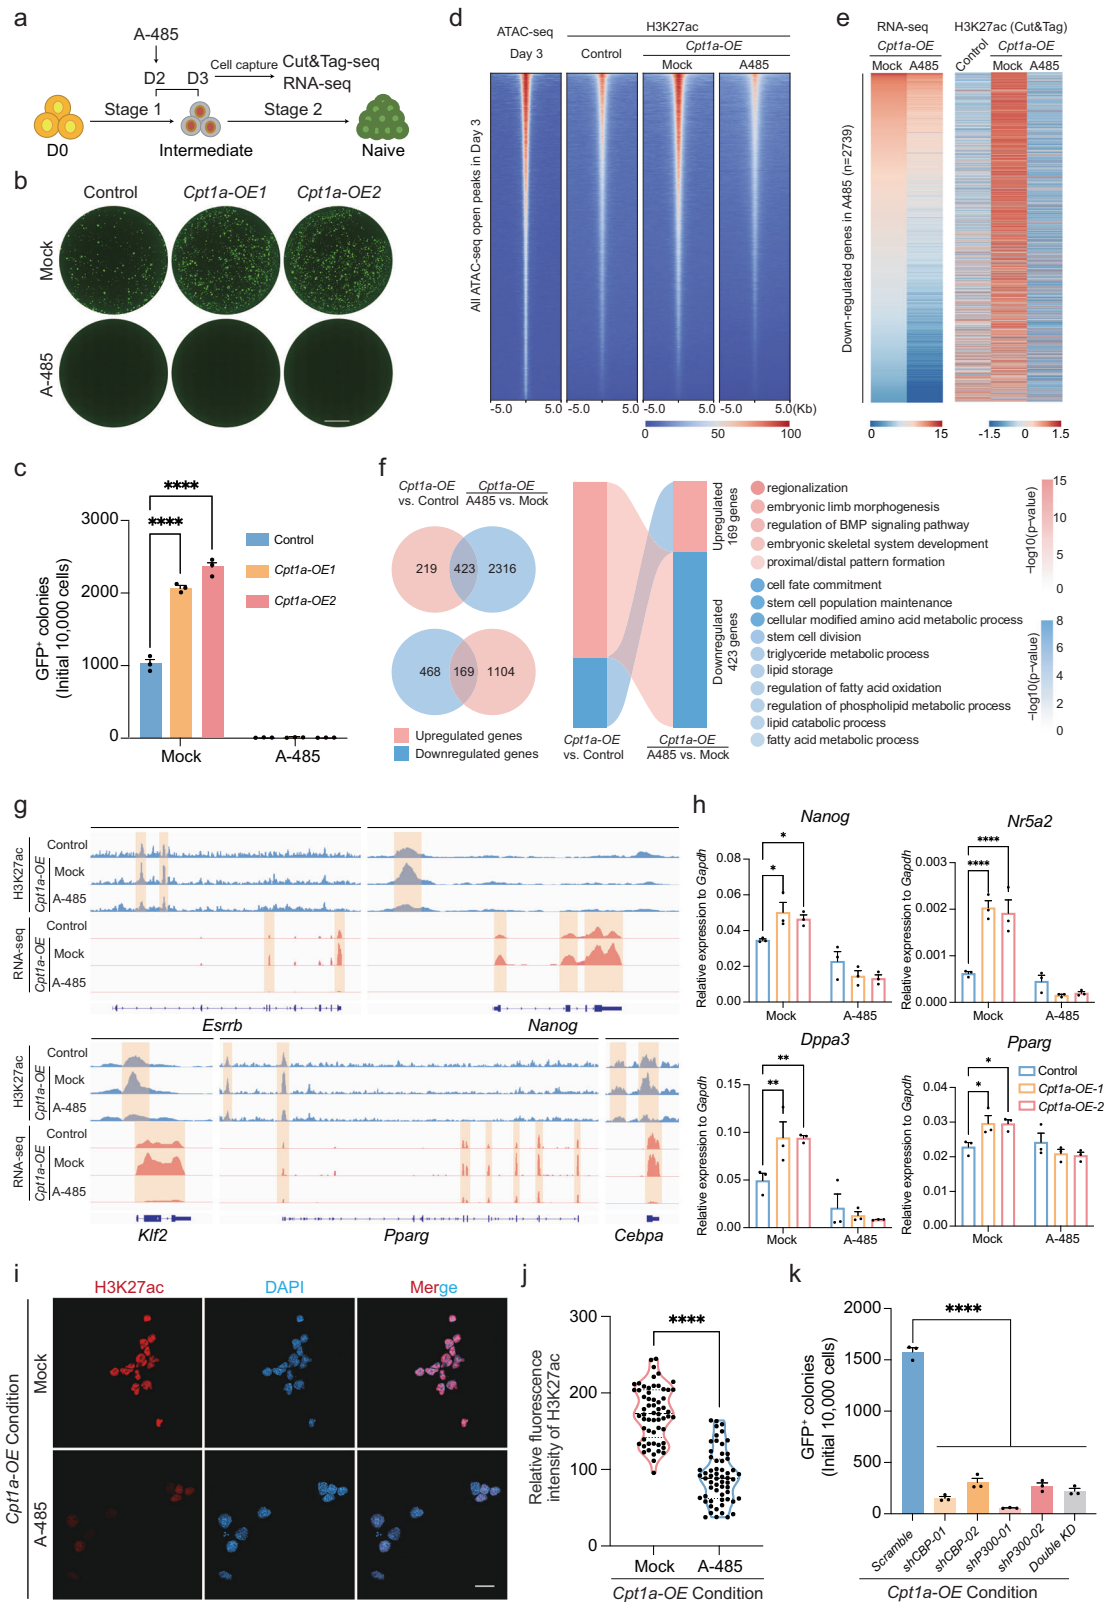 a
A-485
D2 D3
Cell capture
Cut&Tag-seq
RNA-seq
Stage 1
Stage 2
D0
Intermediate
Naive
b
Control
Cpt1a-OE1
Cpt1a-OE2
Mock
A-485
c
GFP+ colonies
(Initial 10,000 cells)
3000
2000
1000
0
****
****
Control
Cpt1a-OE1
Cpt1a-OE2
Mock
A-485
d
ATAC-seq
Day 3
H3K27ac
Control
Cpt1a-OE
Mock
A485
All ATAC-seq open peaks in Day 3
-5.0 5.0 -5.0 5.0 -5.0 5.0 -5.0 5.0(Kb)
0 50 100
e
RNA-seq
Cpt1a-OE
Mock A485
H3K27ac (Cut&Tag)
Control
Cpt1a-OE
Mock A485
Down-regulated genes in A485 (n=2739)
0 15
-1.5 0 1.5
f
Cpt1a-OE
vs. Control
Cpt1a-OE
A485 vs. Mock
219 423 2316
468 169 1104
Upregulated genes
Downregulated genes
Cpt1a-OE
vs. Control
Cpt1a-OE
A485 vs. Mock
Upregulated
169 genes
Downregulated
423 genes
regionalization
embryonic limb morphogenesis
regulation of BMP signaling pathway
embryonic skeletal system development
proximal/distal pattern formation
cell fate commitment
stem cell population maintenance
cellular modified amino acid metabolic process
stem cell division
triglyceride metabolic process
lipid storage
regulation of fatty acid oxidation
regulation of phospholipid metabolic process
lipid catabolic process
fatty acid metabolic process
15
10
5
0
−log10(p−value)
8
6
4
2
0
−log10(p−value)
g
H3K27ac
Cpt1a-OE
Control
Mock
A-485
RNA-seq
Cpt1a-OE
Control
Mock
A-485
Esrrb
Nanog
H3K27ac
Cpt1a-OE
Control
Mock
A-485
RNA-seq
Cpt1a-OE
Control
Mock
A-485
Klf2
Pparg
Cebpa
h
Nanog
Relative expression to Gapdh
0.08
0.06
0.04
0.02
0.00
*
*
Mock
A-485
Nr5a2
Relative expression to Gapdh
0.003
0.002
0.001
0.000
****
****
Mock
A-485
Dppa3
Relative expression to Gapdh
0.15
0.10
0.05
0.00
**
**
Mock
A-485
Pparg
Relative expression to Gapdh
0.04
0.03
0.02
0.01
0.00
*
*
Control
Cpt1a-OE-1
Cpt1a-OE-2
Mock
A-485
i
H3K27ac
DAPI
Merge
Cpt1a-OE Condition
Mock
A-485
j
Relative fluorescence
intensity of H3K27ac
300
200
100
0
****
Mock
A-485
Cpt1a-OE Condition
k
GFP+ colonies
(Initial 10,000 cells)
2000
1500
1000
500
0
****
Scramble
shCBP-01
shCBP-02
shP300-01
shP300-02
Double KD
Cpt1a-OE Condition